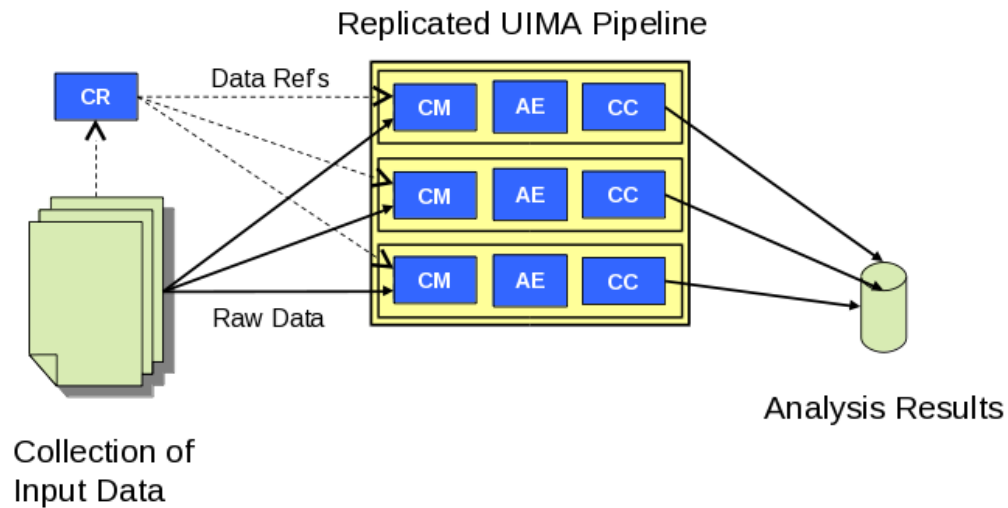 Replicated UIMA Pipeline
CR
Data Ref's
CM AE CC
CM AE CC
CM AE CC
Raw Data
Analysis Results
Collection of
Input Data